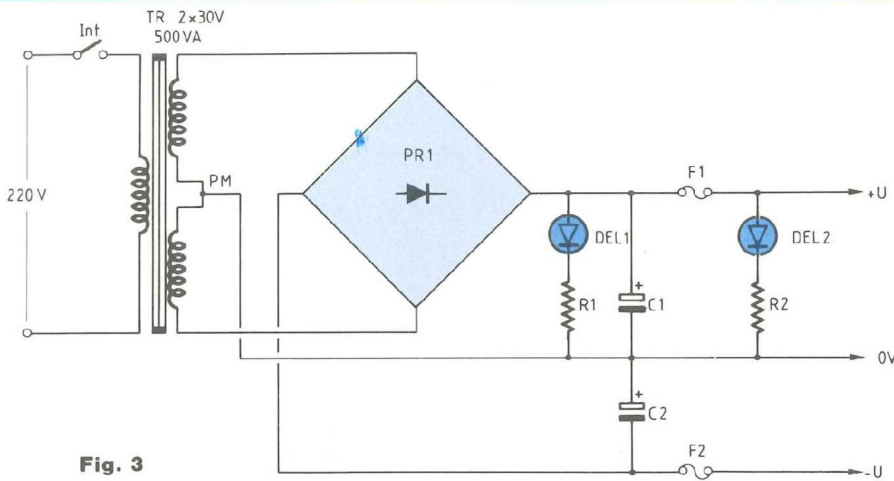 TR 2×30V
500VA
Int
PM
220V
PR1
F1
+U
DEL1
DEL2
R1
+
C1
R2
0V
+
C2
F2
-U
Fig. 3